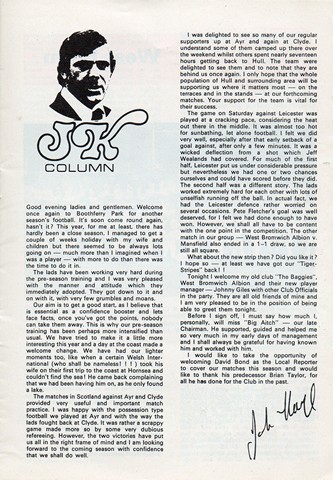 JK
COLUMN
Good evening ladies and gentlemen. Welcome
once again to Boothferry Park for another
season's football. It's soon come round again,
hasn't it? This year, for me at least, there has
hardly been a close season. I managed to get a
couple of weeks holiday with my wife and
children but there seemed to be always lots
going on — much more than I imagined when I
was a player — with more to do than there was
the time to do it in.
The lads have been working very hard during
the pre-season training and I was very pleased
with the manner and attitude which they
immediately adopted. They got down to it and
on with it, with very few grumbles and moans.
Our aim is to get a good start, as I believe that
is essential as a confidence booster and lets
face facts, once you've got the points, nobody
can take them away. This is why our pre-season
training has been perhaps more intensified than
usual. We have tried to make it a little more
interesting this year and a day at the coast made a
welcome change. We have had our lighter
moments too, like when a certain Welsh Inter-
national (who shall be nameless! ! ! ) took his
wife on their first trip to the coast at Hornsea and
couldn't find the sea! He came back complaining
that we had been having him on, as he only found
a lake.
The matches in Scotland against Ayr and Clyde
provided very useful and important match
practice. I was happy with the possession type
football we played at Ayr and with the way the
lads fought back at Clyde. It was rather a scrappy
game made more so by some very dubious
refereeing. However, the two victories have put
us all in the right frame of mind and I am looking
forward to the coming season with confidence
that we shall do well.
I was delighted to see so many of our regular
supporters up at Ayr and again at Clyde. I
understand some of them camped up there over
the weekend whilst others spent nearly seventeen
hours getting back to Hull. The team were
delighted to see them and to note that they are
behind us once again. I only hope that the whole
population of Hull and surrounding area will be
supporting us where it matters most — on the
terraces and in the stands — at our forthcoming
matches. Your support for the team is vital for
their success.
The game on Saturday against Leicester was
played at a cracking pace, considering the heat
out there in the middle. It was almost too hot
for sunbathing, let alone football. I felt we did
very well, especially after that early setback of a
goal against, after only a few minutes. It was a
wicked deflection from a shot which Jeff
Wealands had covered. For much of the first
half, Leicester put us under considerable pressure
but nevertheless we had one or two chances
ourselves and could have scored before they did.
The second half was a different story. The lads
worked extremely hard for each other with lots of
unselfish running off the ball. In actual fact, we
had the Leicester defence rather worried on
several occasions. Pete Fletcher's goal was well
deserved, for I felt we had done enough to have
won. However, we shall all have to be content
with the one point in the competition. The other
match in our group — West Bromwich Albion v.
Mansfield also ended in a 1–1 draw, so we are
still all square.
What about the new strip then? Did you like it?
I hope so — at least we have got our "Tiger-
Stripes" back!
Tonight I welcome my old club "The Baggies",
West Bromwich Albion and their new player
manager — Johnny Giles with other Club Officials
in the party. They are all old friends of mine and
I am very pleased to be in the position of being
able to greet them tonight.
Before I sign off, I must say how much I,
personally, will miss "Big Aitch" — our late
Chairman. He supported, guided and helped me
so very much in my early days of management
and I shall always be grateful for having known
him and worked with him.
I would like to take the opportunity of
welcoming David Bond as the Local Reporter
to cover our matches this season and would
like to thank his predecessor Brian Taylor, for
all he has done for the Club in the past.
John Kaye